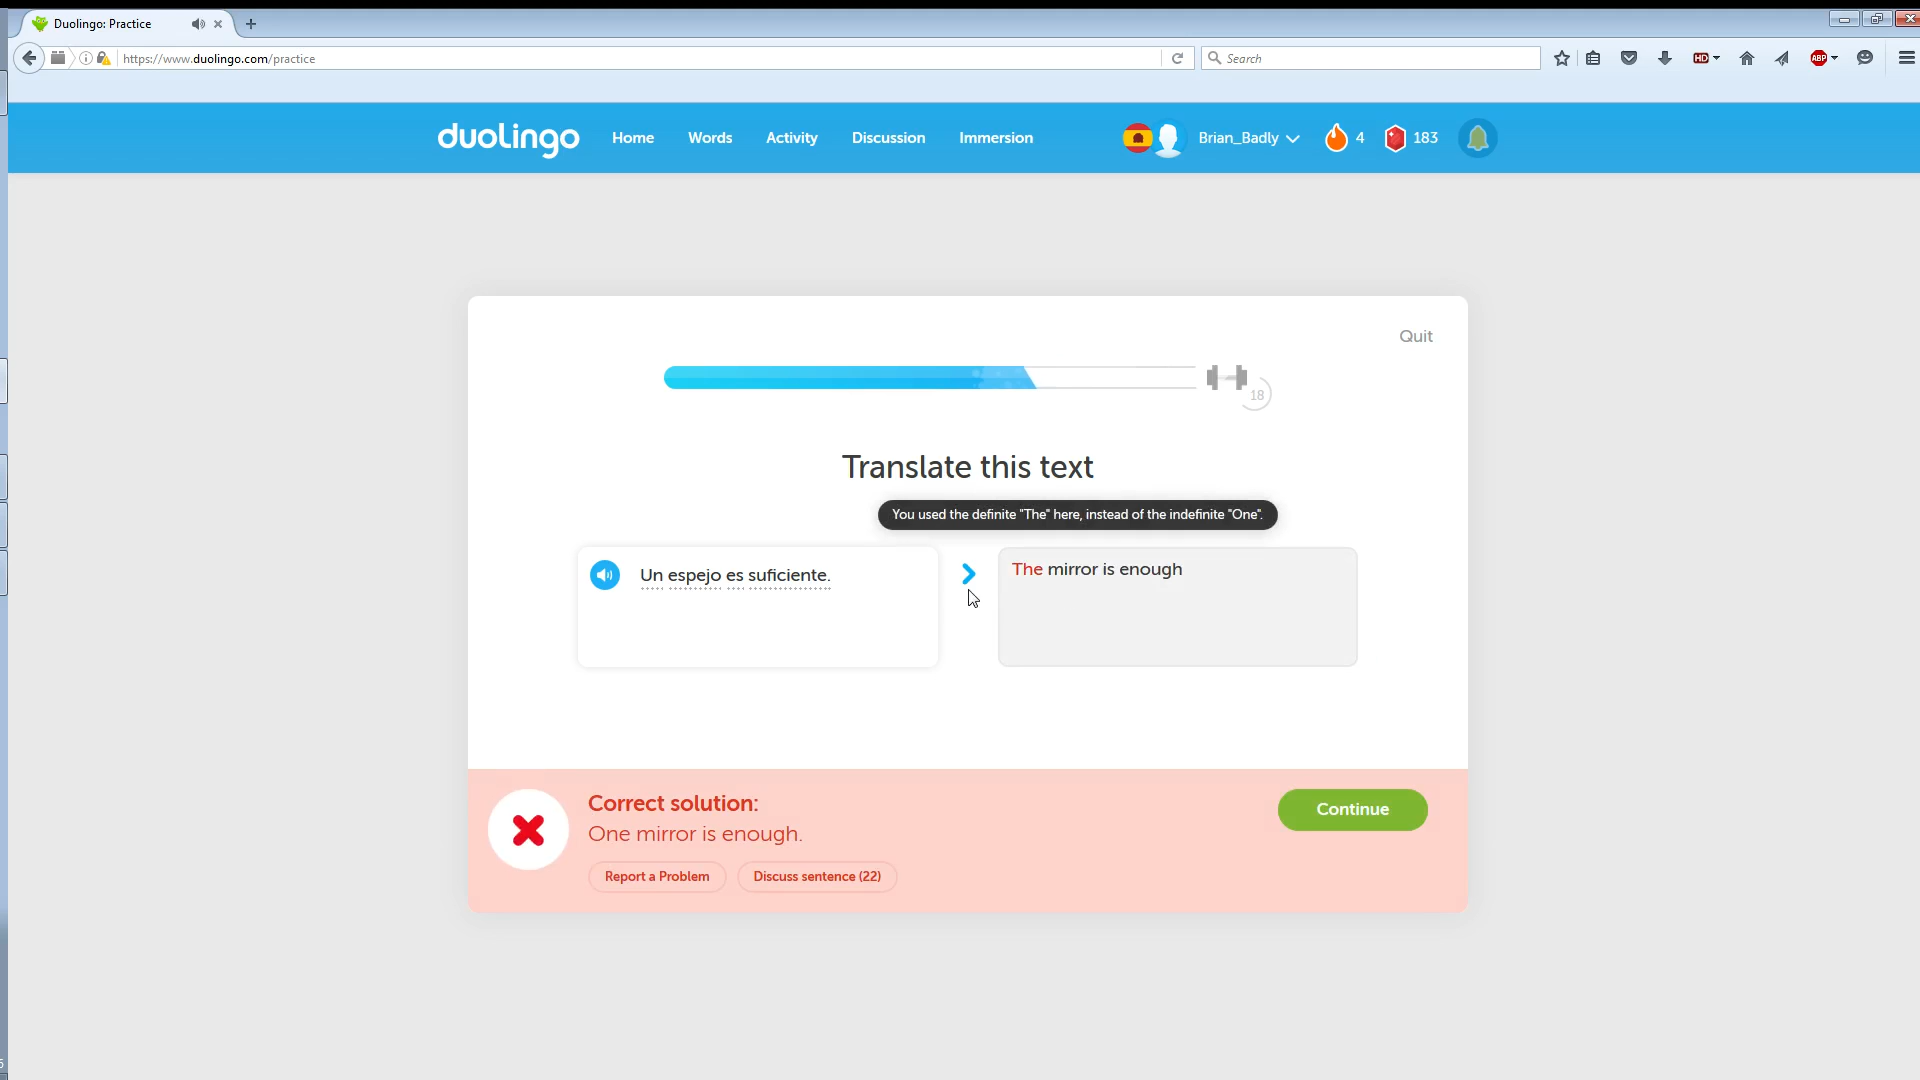 Duolingo: Practice
https://www.duolingo.com/practice
Search
HD
ABP
duolingo
Home
Words
Activity
Discussion
Immersion
Brian_Badly
4
183
Quit
18
Translate this text
You used the definite "The" here, instead of the indefinite "One".
Un espejo es suficiente.
The mirror is enough
Correct solution:
One mirror is enough.
Continue
Report a Problem
Discuss sentence (22)